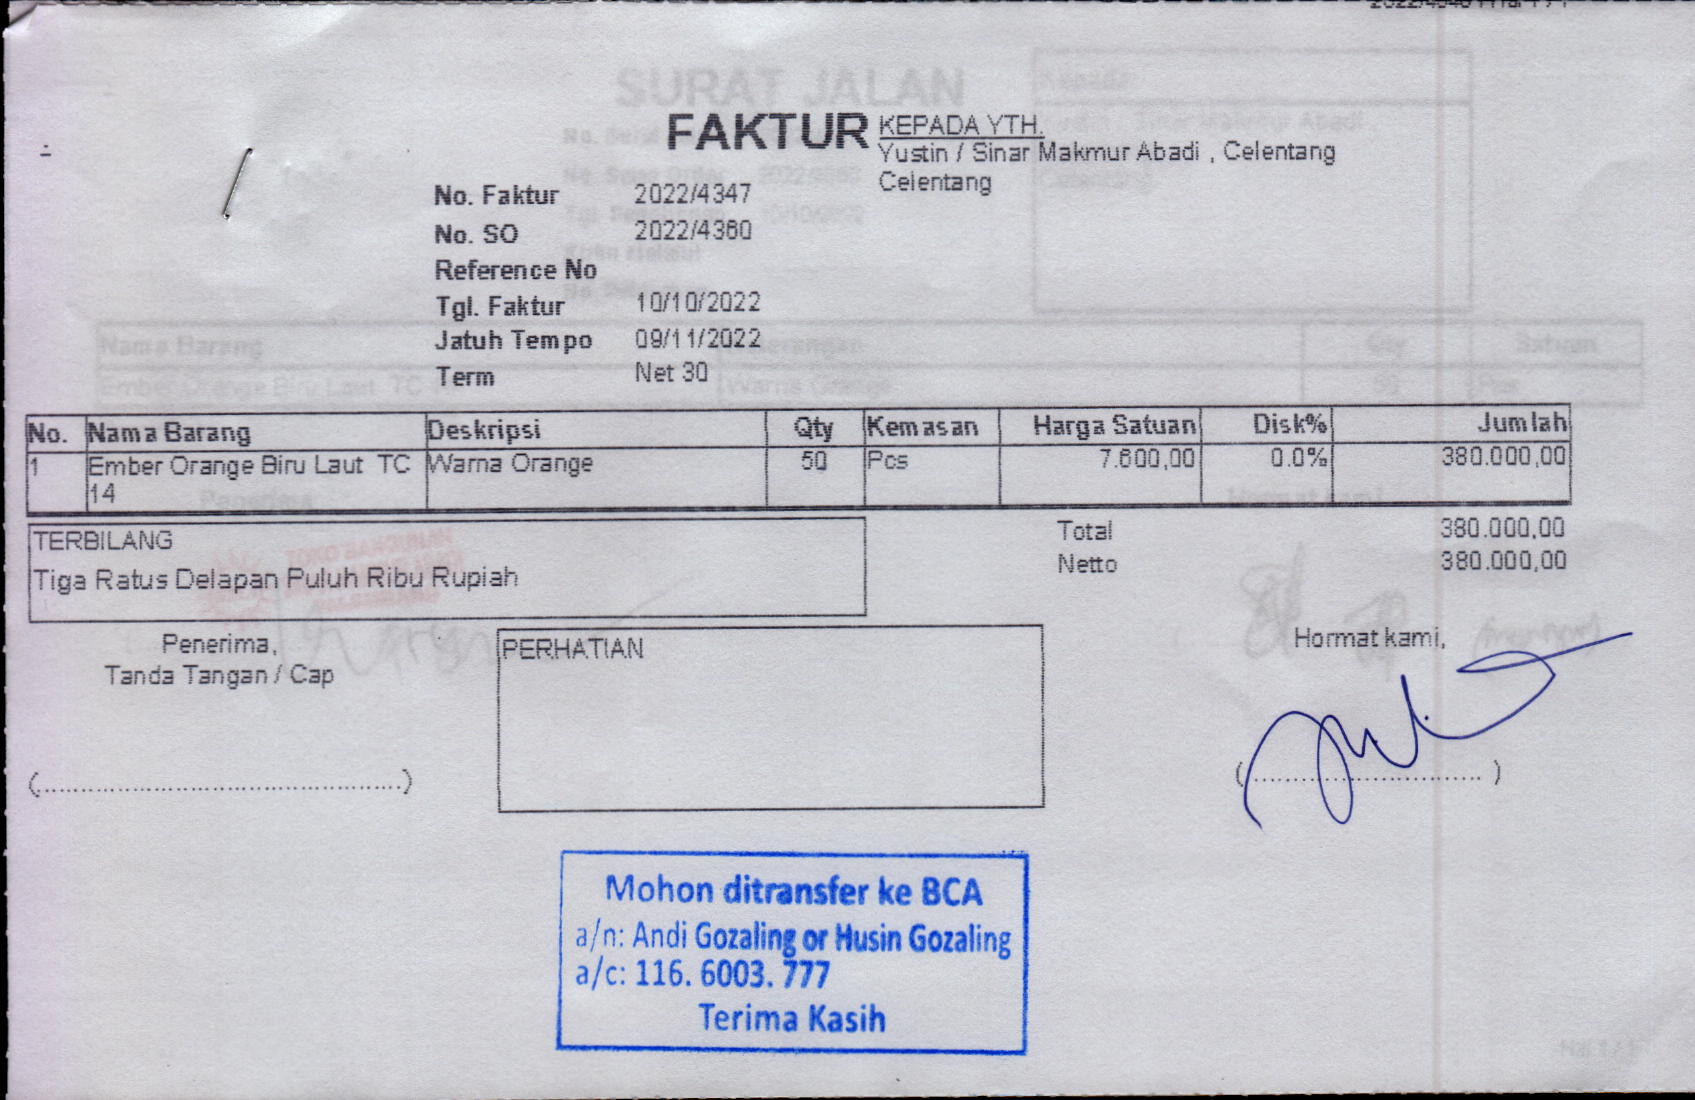 FAKTUR
KEPADA YTH.
Yustin / Sinar Makmur Abadi , Celentang
Celentang
No. Faktur 2022/4347
No. SO 2022/4360
Reference No
Tgl. Faktur 10/10/2022
Jatuh Tempo 09/11/2022
Term Net 30
No. Nama Barang Deskripsi Qty Kemasan Harga Satuan Disk% Jumlah
1 Ember Orange Biru Laut TC Warna Orange 50 Pcs 7.600,00 0.0% 380.000,00
14
TERBILANG
Tiga Ratus Delapan Puluh Ribu Rupiah
Total 380.000,00
Netto 380.000,00
Penerima,
Tanda Tangan / Cap
PERHATIAN
Hormat kami,
(..............................................)
(.............................. )
Mohon ditransfer ke BCA
a/n: Andi Gozaling or Husin Gozaling
a/c: 116. 6003. 777
Terima Kasih
SURAT JALAN